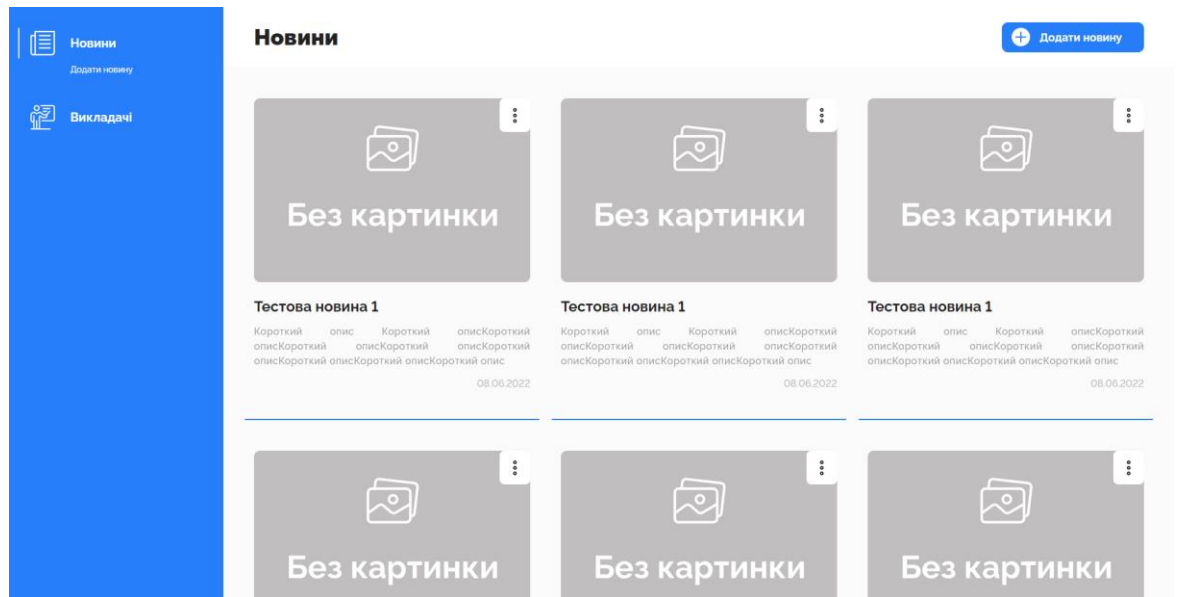 Новини
Додати новину
Викладачі
Новини
Додати новину
Без картинки
Тестова новина 1
Короткий опис Короткий описКороткий
описКороткий описКороткий описКороткий
описКороткий описКороткий описКороткий опис
08.06.2022
Без картинки
Тестова новина 1
Короткий опис Короткий описКороткий
описКороткий описКороткий описКороткий
описКороткий описКороткий описКороткий опис
08.06.2022
Без картинки
Тестова новина 1
Короткий опис Короткий описКороткий
описКороткий описКороткий описКороткий
описКороткий описКороткий описКороткий опис
08.06.2022
Без картинки
Без картинки
Без картинки